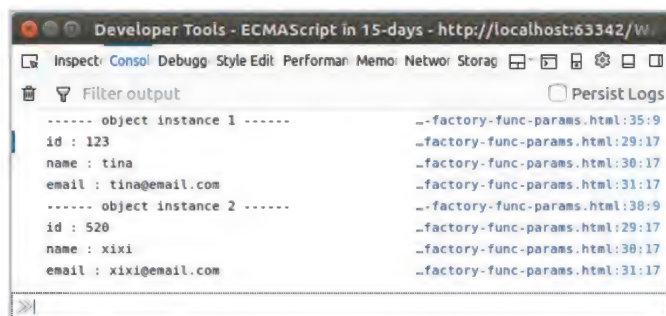 Developer Tools - ECMAScript in 15-days - http://localhost:63342/W
Inspect Consol Debugg Style Edit Performan Memo Networ Storag
Filter output Persist Logs
------ object instance 1 ------ …-factory-func-params.html:35:9
id : 123 …factory-func-params.html:29:17
name : tina …factory-func-params.html:30:17
email : tina@email.com …factory-func-params.html:31:17
------ object instance 2 ------ …-factory-func-params.html:38:9
id : 520 …factory-func-params.html:29:17
name : xixi …factory-func-params.html:30:17
email : xixi@email.com …factory-func-params.html:31:17